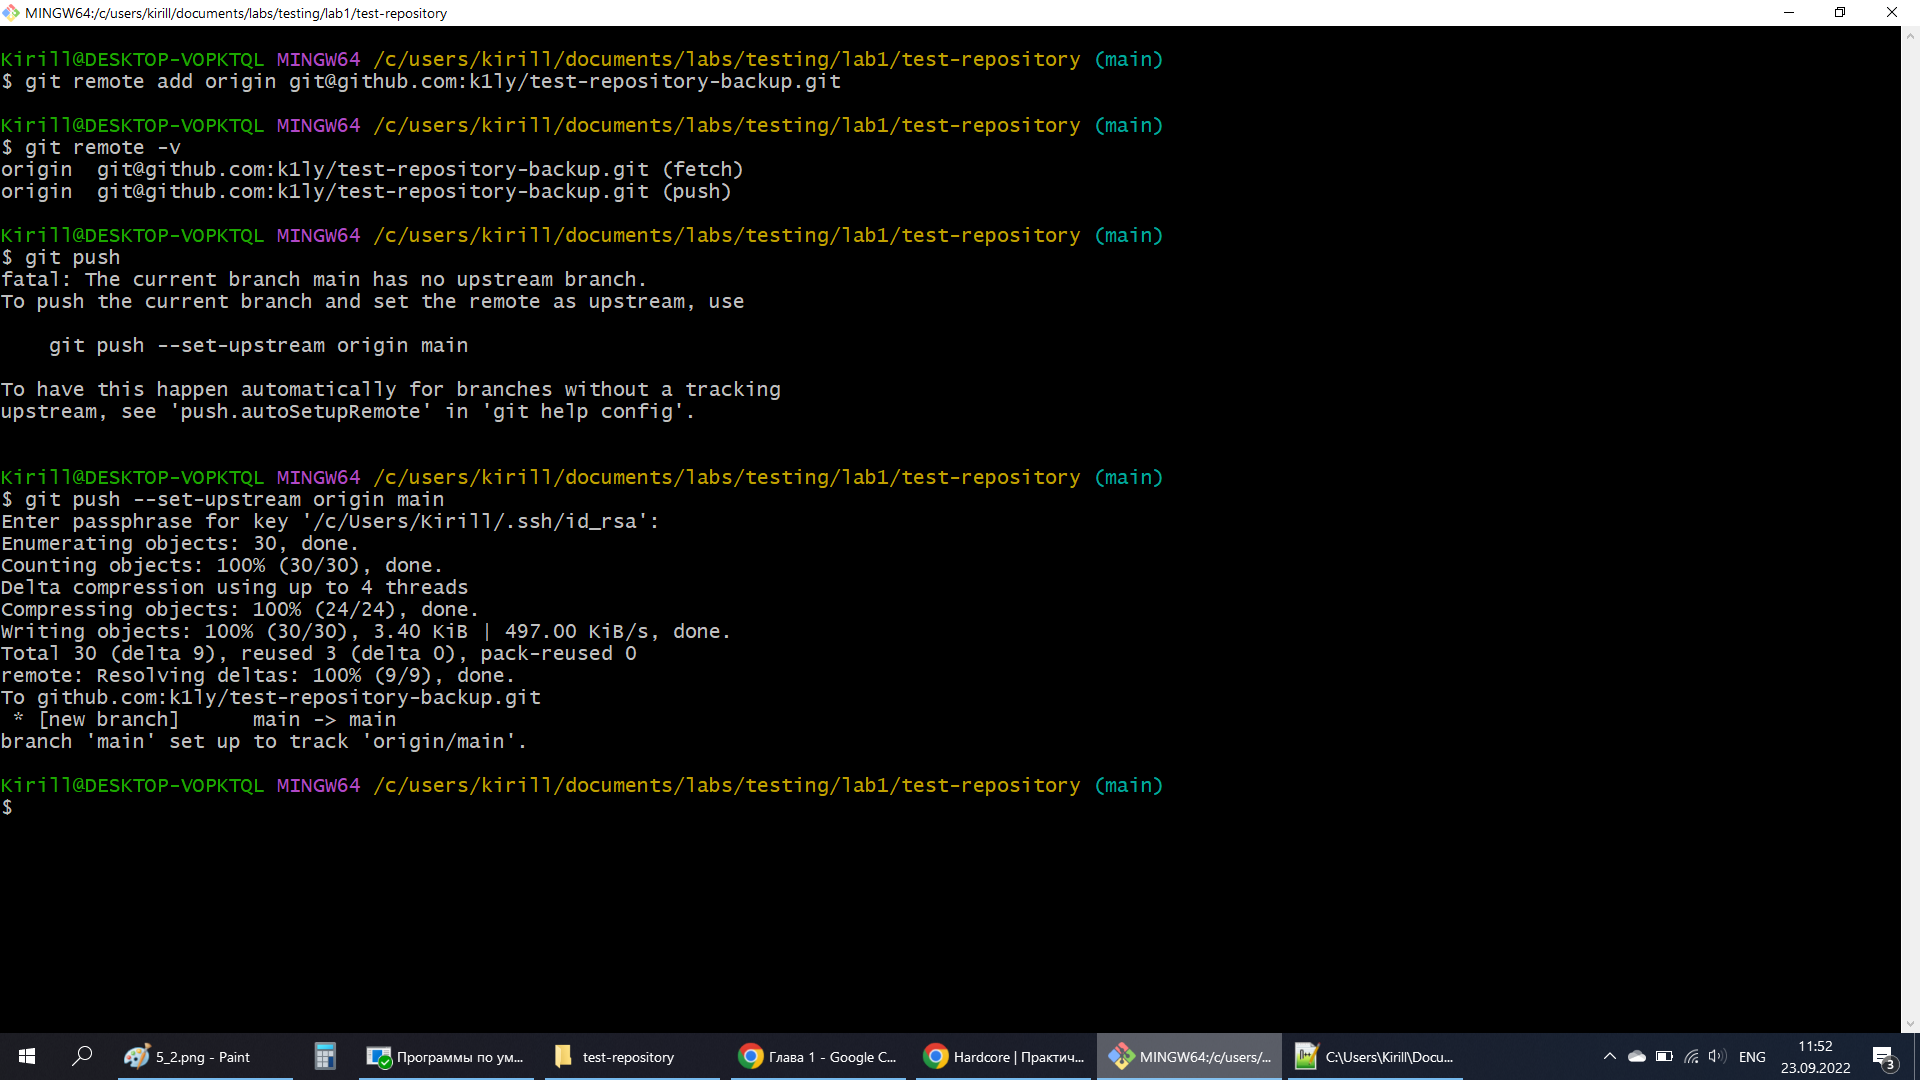 MINGW64:/c/users/kirill/documents/labs/testing/lab1/test-repository
Kirill@DESKTOP-VOPKTQL MINGW64 /c/users/kirill/documents/labs/testing/lab1/test-repository (main)
$ git remote add origin git@github.com:k1ly/test-repository-backup.git
Kirill@DESKTOP-VOPKTQL MINGW64 /c/users/kirill/documents/labs/testing/lab1/test-repository (main)
$ git remote -v
origin  git@github.com:k1ly/test-repository-backup.git (fetch)
origin  git@github.com:k1ly/test-repository-backup.git (push)
Kirill@DESKTOP-VOPKTQL MINGW64 /c/users/kirill/documents/labs/testing/lab1/test-repository (main)
$ git push
fatal: The current branch main has no upstream branch.
To push the current branch and set the remote as upstream, use
    git push --set-upstream origin main
To have this happen automatically for branches without a tracking
upstream, see 'push.autoSetupRemote' in 'git help config'.
Kirill@DESKTOP-VOPKTQL MINGW64 /c/users/kirill/documents/labs/testing/lab1/test-repository (main)
$ git push --set-upstream origin main
Enter passphrase for key '/c/Users/Kirill/.ssh/id_rsa':
Enumerating objects: 30, done.
Counting objects: 100% (30/30), done.
Delta compression using up to 4 threads
Compressing objects: 100% (24/24), done.
Writing objects: 100% (30/30), 3.40 KiB | 497.00 KiB/s, done.
Total 30 (delta 9), reused 3 (delta 0), pack-reused 0
remote: Resolving deltas: 100% (9/9), done.
To github.com:k1ly/test-repository-backup.git
 * [new branch]      main -> main
branch 'main' set up to track 'origin/main'.
Kirill@DESKTOP-VOPKTQL MINGW64 /c/users/kirill/documents/labs/testing/lab1/test-repository (main)
$
5_2.png - Paint
Программы по ум...
test-repository
Глава 1 - Google C...
Hardcore | Практич...
MINGW64:/c/users/...
C:\Users\Kirill\Docu...
ENG
11:52
23.09.2022
3